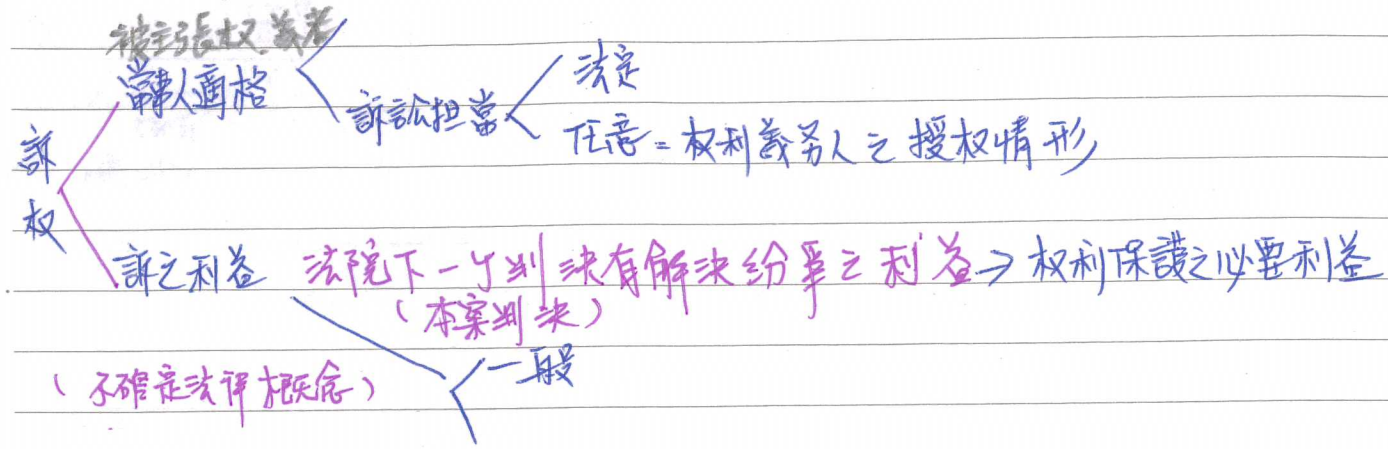 被主張权義者
當事人適格
訴訟担當
法定
任意=权利義务人之授权情形
訴权
訴之利益 法院下一个判決有解決紛爭之利益→权利保護之必要利益
(本案判決)
一般
(不確定法律概念)